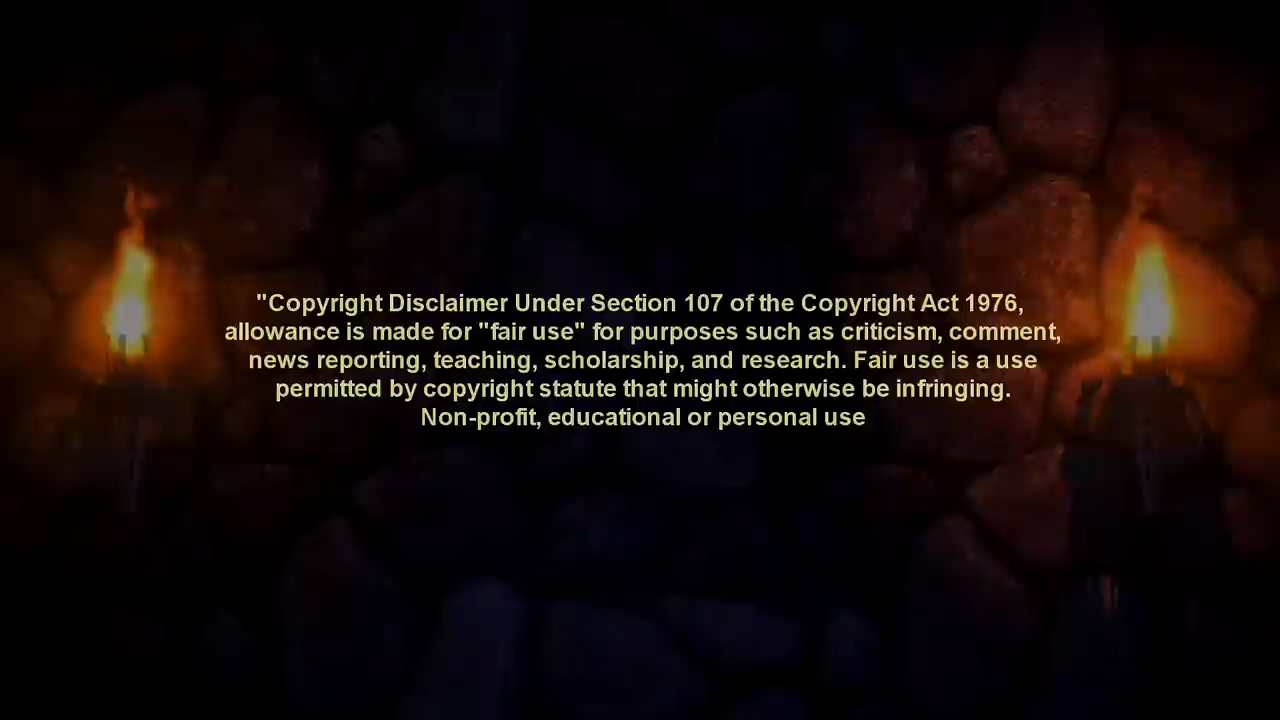 "Copyright Disclaimer Under Section 107 of the Copyright Act 1976,
allowance is made for "fair use" for purposes such as criticism, comment,
news reporting, teaching, scholarship, and research. Fair use is a use
permitted by copyright statute that might otherwise be infringing.
Non-profit, educational or personal use